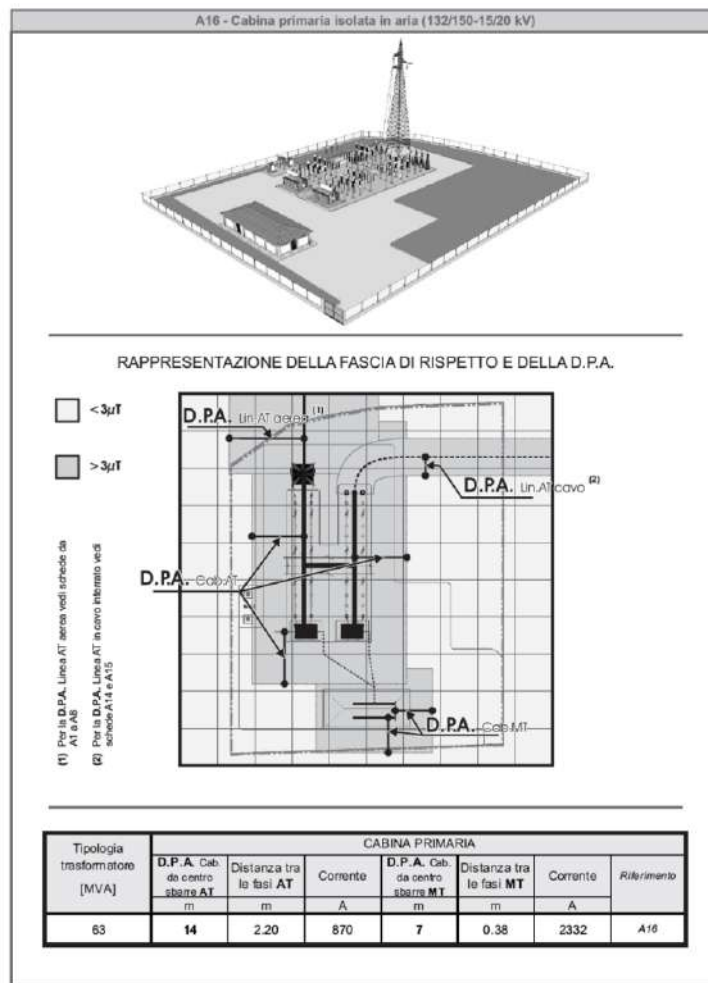 A16 - Cabina primaria isolata in aria (132/150-15/20 kV)
RAPPRESENTAZIONE DELLA FASCIA DI RISPETTO E DELLA D.P.A.
< 3µT
> 3µT
D.P.A. Lin.AT aerea (1)
D.P.A. Lin.AT cavo (2)
D.P.A. Cab.AT
D.P.A. Cab.MT
(1) Per la D.P.A. Linea AT aerea vedi schede da
A1 a A8
(2) Per la D.P.A. Linea AT in cavo interrato vedi
schede A14 e A15
Tipologia
trasformatore
[MVA]
CABINA PRIMARIA
D.P.A. Cab.
da centro
sbarre AT
Distanza tra
le fasi AT
Corrente
D.P.A. Cab.
da centro
sbarre MT
Distanza tra
le fasi MT
Corrente
Riferimento
m m A m m A
63 14 2.20 870 7 0.38 2332 A16